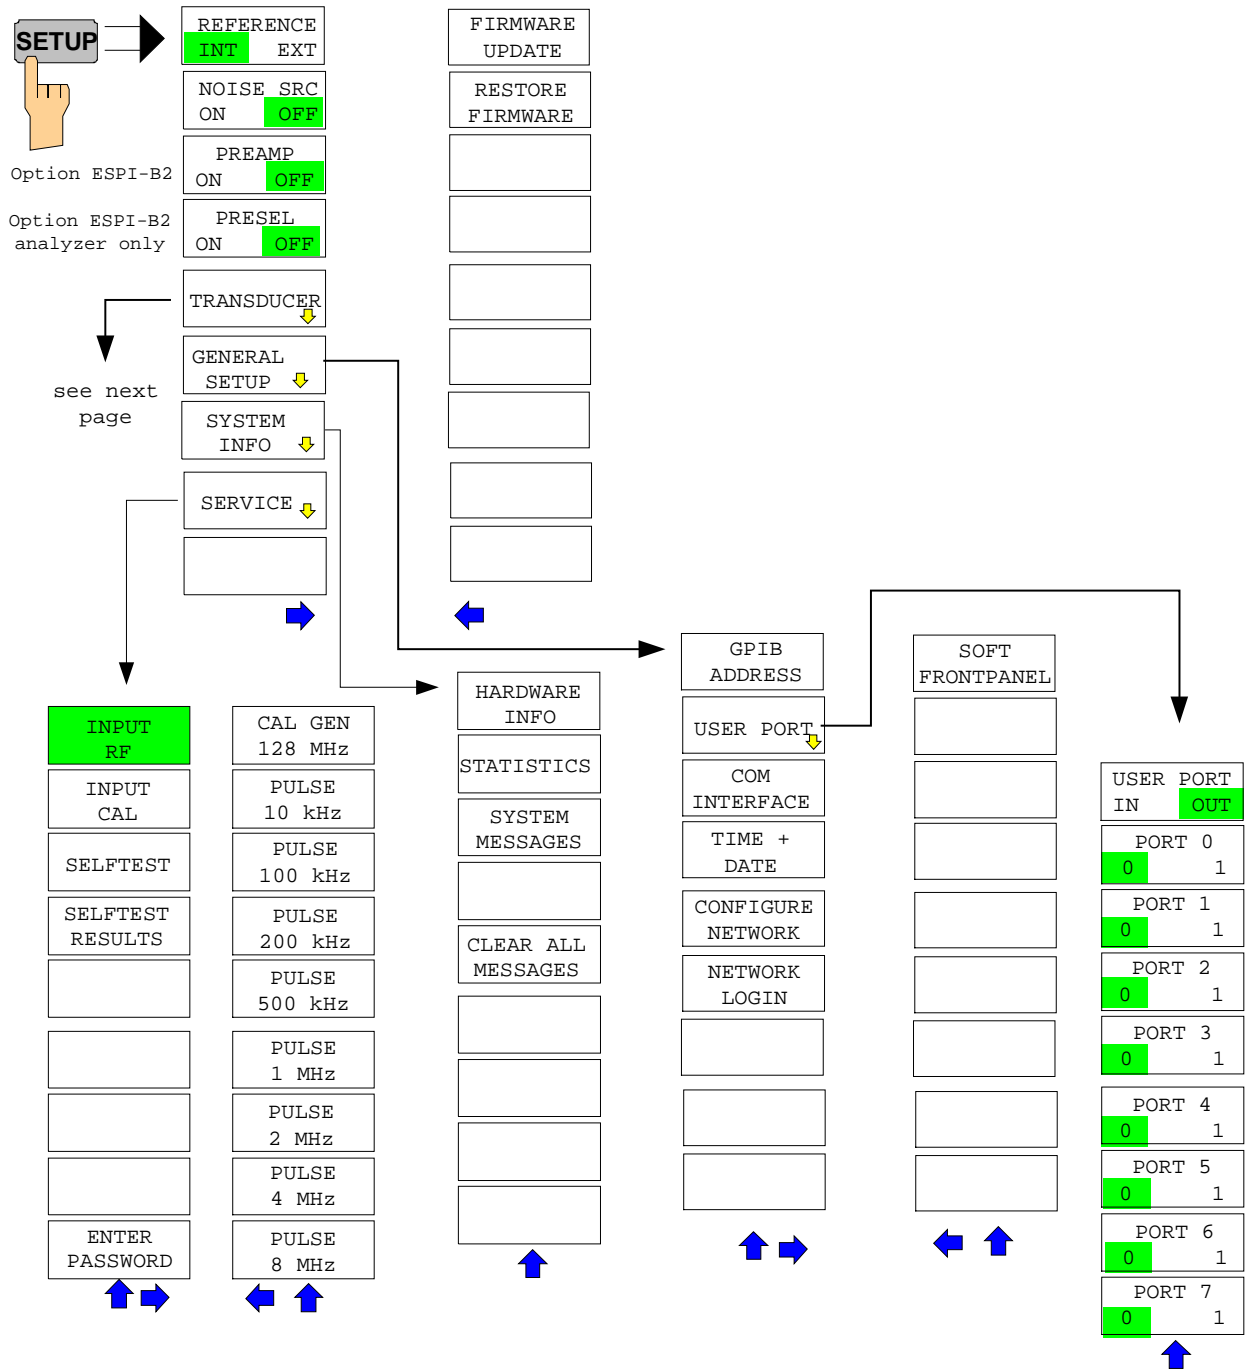 SETUP
REFERENCE
INT EXT
NOISE SRC
ON OFF
Option ESPI-B2
PREAMP
ON OFF
Option ESPI-B2
analyzer only
PRESEL
ON OFF
TRANSDUCER
see next
page
GENERAL
SETUP
SYSTEM
INFO
SERVICE
FIRMWARE
UPDATE
RESTORE
FIRMWARE
INPUT
RF
INPUT
CAL
SELFTEST
SELFTEST
RESULTS
ENTER
PASSWORD
CAL GEN
128 MHz
PULSE
10 kHz
PULSE
100 kHz
PULSE
200 kHz
PULSE
500 kHz
PULSE
1 MHz
PULSE
2 MHz
PULSE
4 MHz
PULSE
8 MHz
HARDWARE
INFO
STATISTICS
SYSTEM
MESSAGES
CLEAR ALL
MESSAGES
GPIB
ADDRESS
USER PORT
COM
INTERFACE
TIME +
DATE
CONFIGURE
NETWORK
NETWORK
LOGIN
SOFT
FRONTPANEL
USER PORT
IN OUT
PORT 0
0 1
PORT 1
0 1
PORT 2
0 1
PORT 3
0 1
PORT 4
0 1
PORT 5
0 1
PORT 6
0 1
PORT 7
0 1